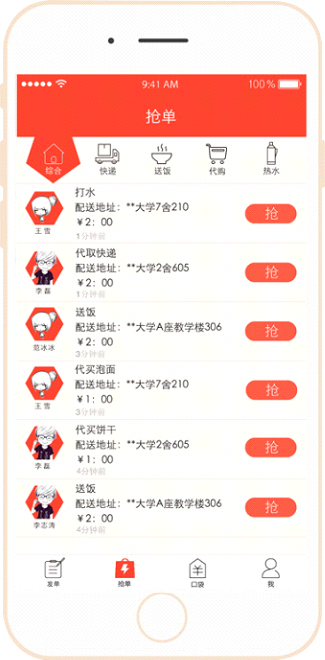 9:41 AM
100%
抢单
综合
快递
送饭
代购
热水
打水
配送地址：**大学7舍210
￥2：00
1分钟前
王 雪
抢
代取快递
配送地址：**大学2舍605
￥2：00
1分钟前
李 磊
抢
送饭
配送地址：**大学A座教学楼306
￥2：00
3分钟前
范冰冰
抢
代买泡面
配送地址：**大学7舍210
￥1：00
3分钟前
王 雪
抢
代买饼干
配送地址：**大学2舍605
￥1：00
4分钟前
李 磊
抢
送饭
配送地址：**大学A座教学楼306
￥2：00
4分钟前
李志涛
抢
发单
抢单
口袋
我